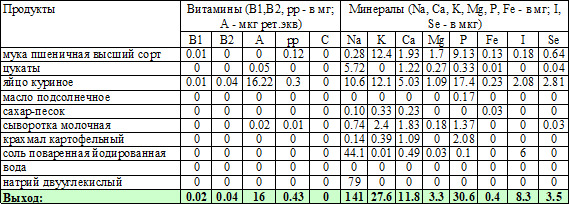 Продукты Витамины (B1,B2, pp - в мг; А - мкг рет.экв) Минералы (Na, Ca, K, Mg, P, Fe - в мг; I, Se - в мкг)
B1 B2 A pp C Na K Ca Mg P Fe I Se
мука пшеничная высший сорт 0.01 0 0 0.12 0 0.28 12.4 1.93 1.7 9.13 0.13 0.18 0.64
цукаты 0 0 0.05 0 0 5.72 0 1.22 0.27 0.33 0.01 0 0.04
яйцо куриное 0.01 0.04 16.22 0.3 0 10.6 12.1 5.03 1.09 17.4 0.23 2.08 2.81
масло подсолнечное 0 0 0 0 0 0 0 0 0 0.17 0 0 0
сахар-песок 0 0 0 0 0 0.10 0.33 0.23 0 0 0.03 0 0
сыворотка молочная 0 0 0.02 0.01 0 0.74 2.4 1.83 0.18 1.37 0 0 0.03
крахмал картофельный 0 0 0 0 0 0.14 0.39 1.09 0 2.08 0 0 0
соль поваренная йодированная 0 0 0 0 0 44.1 0.01 0.49 0.03 0.1 0 6 0
вода 0 0 0 0 0 0 0 0 0 0 0 0 0
натрий двууглекислый 0 0 0 0 0 79 0 0 0 0 0 0 0
Выход: 0.02 0.04 16 0.43 0 141 27.6 11.8 3.3 30.6 0.4 8.3 3.5